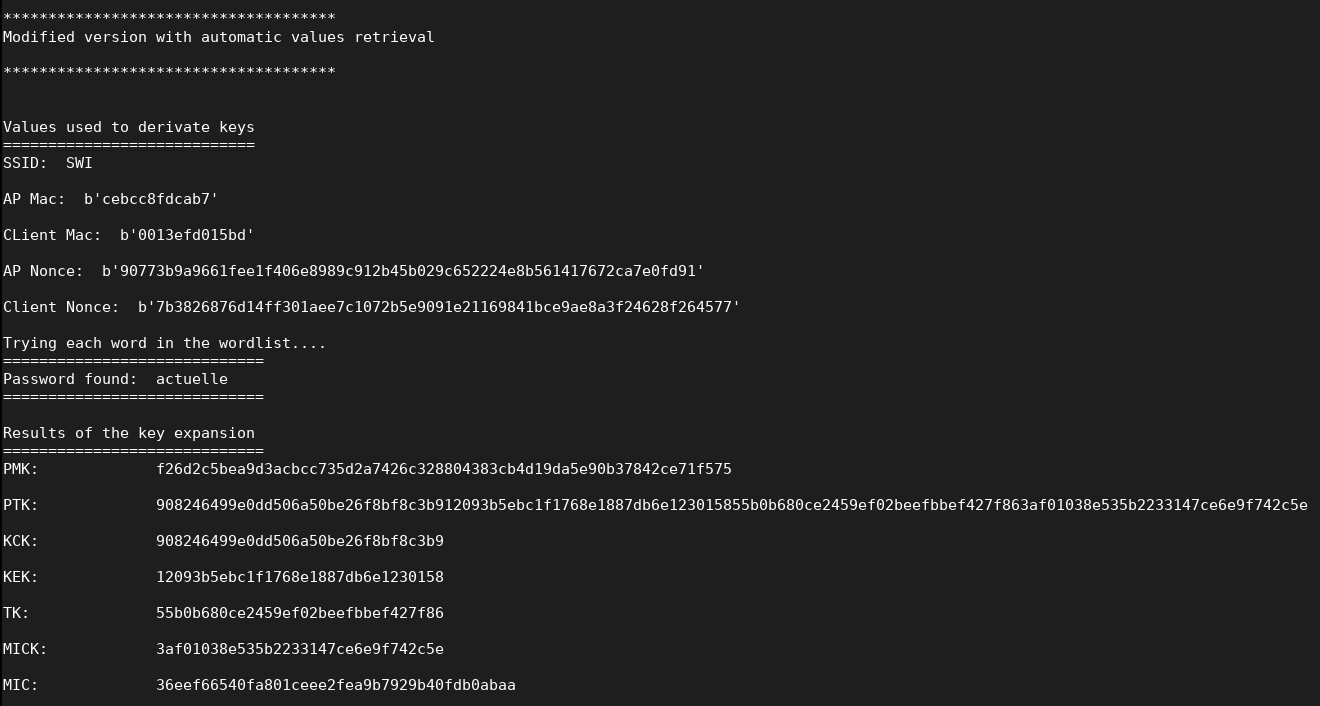 *************************************
Modified version with automatic values retrieval
*************************************
Values used to derivate keys
============================
SSID:  SWI
AP Mac:  b'cebcc8fdcab7'
CLient Mac:  b'0013efd015bd'
AP Nonce:  b'90773b9a9661fee1f406e8989c912b45b029c652224e8b561417672ca7e0fd91'
Client Nonce:  b'7b3826876d14ff301aee7c1072b5e9091e21169841bce9ae8a3f24628f264577'
Trying each word in the wordlist....
=============================
Password found:  actuelle
=============================
Results of the key expansion
=============================
PMK:             f26d2c5bea9d3acbcc735d2a7426c328804383cb4d19da5e90b37842ce71f575
PTK:             908246499e0dd506a50be26f8bf8c3b912093b5ebc1f1768e1887db6e123015855b0b680ce2459ef02beefbbef427f863af01038e535b2233147ce6e9f742c5e
KCK:             908246499e0dd506a50be26f8bf8c3b9
KEK:             12093b5ebc1f1768e1887db6e1230158
TK:              55b0b680ce2459ef02beefbbef427f86
MICK:            3af01038e535b2233147ce6e9f742c5e
MIC:             36eef66540fa801ceee2fea9b7929b40fdb0abaa